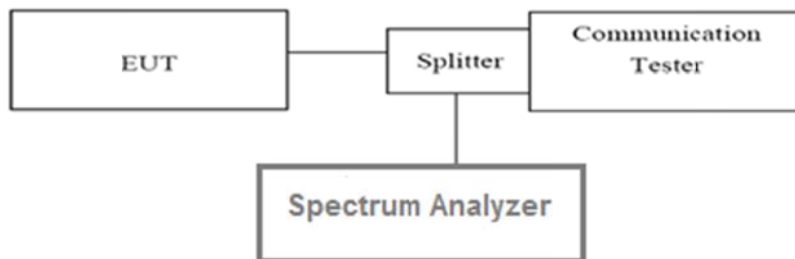 EUT
Splitter
Communication
Tester
Spectrum Analyzer